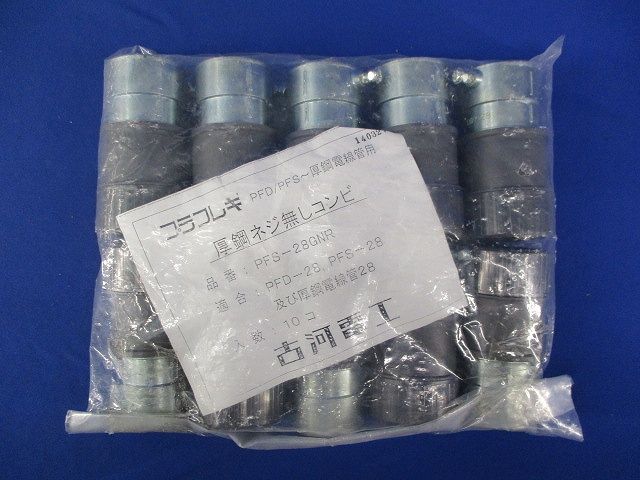 14032
プラフレキ PFD/PFS～厚鋼電線管用
厚鋼ネジ無しコンビ
品番：PFS－28GNR
適合：PFD－28，PFS－28
及び厚鋼電線管28
入数：10コ
古河電工